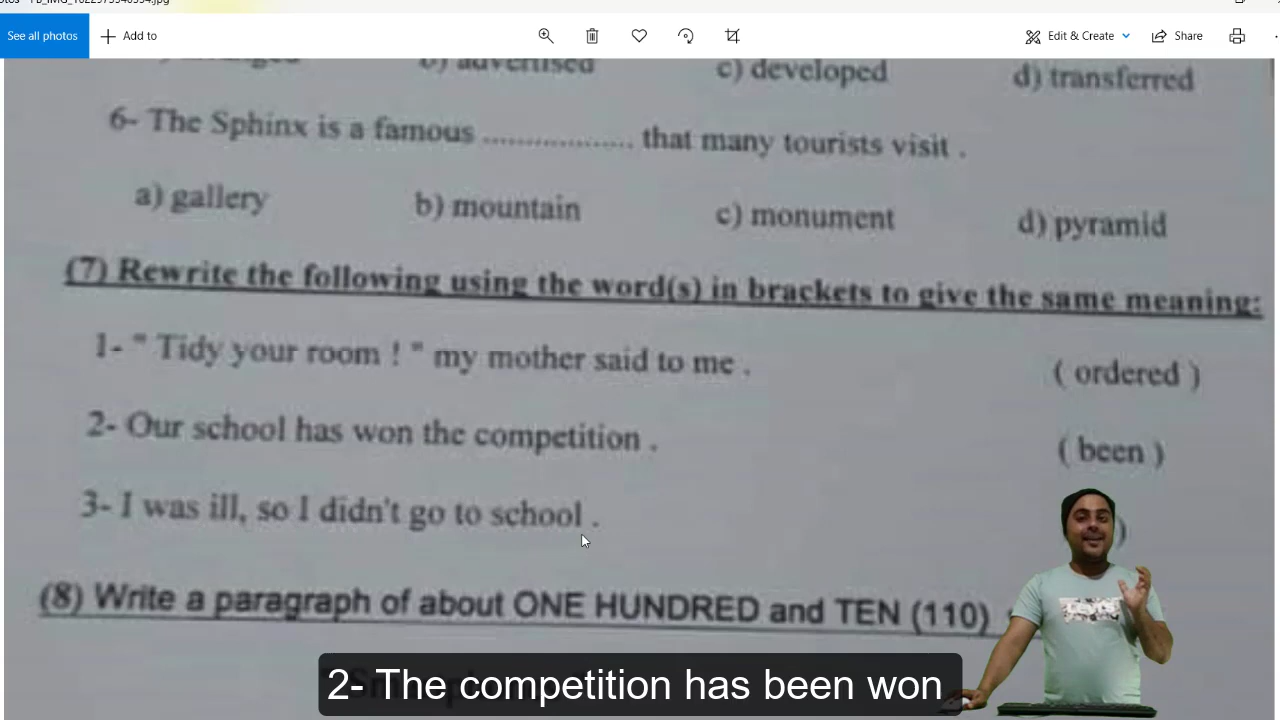 See all photos
Add to
Edit & Create
Share
b) advertised c) developed d) transferred
6- The Sphinx is a famous ................. that many tourists visit .
a) gallery b) mountain c) monument d) pyramid
(7) Rewrite the following using the word(s) in brackets to give the same meaning:
1- " Tidy your room ! " my mother said to me . ( ordered )
2- Our school has won the competition . ( been )
3- I was ill, so I didn't go to school . )
(8) Write a paragraph of about ONE HUNDRED and TEN (110)
2- The competition has been won